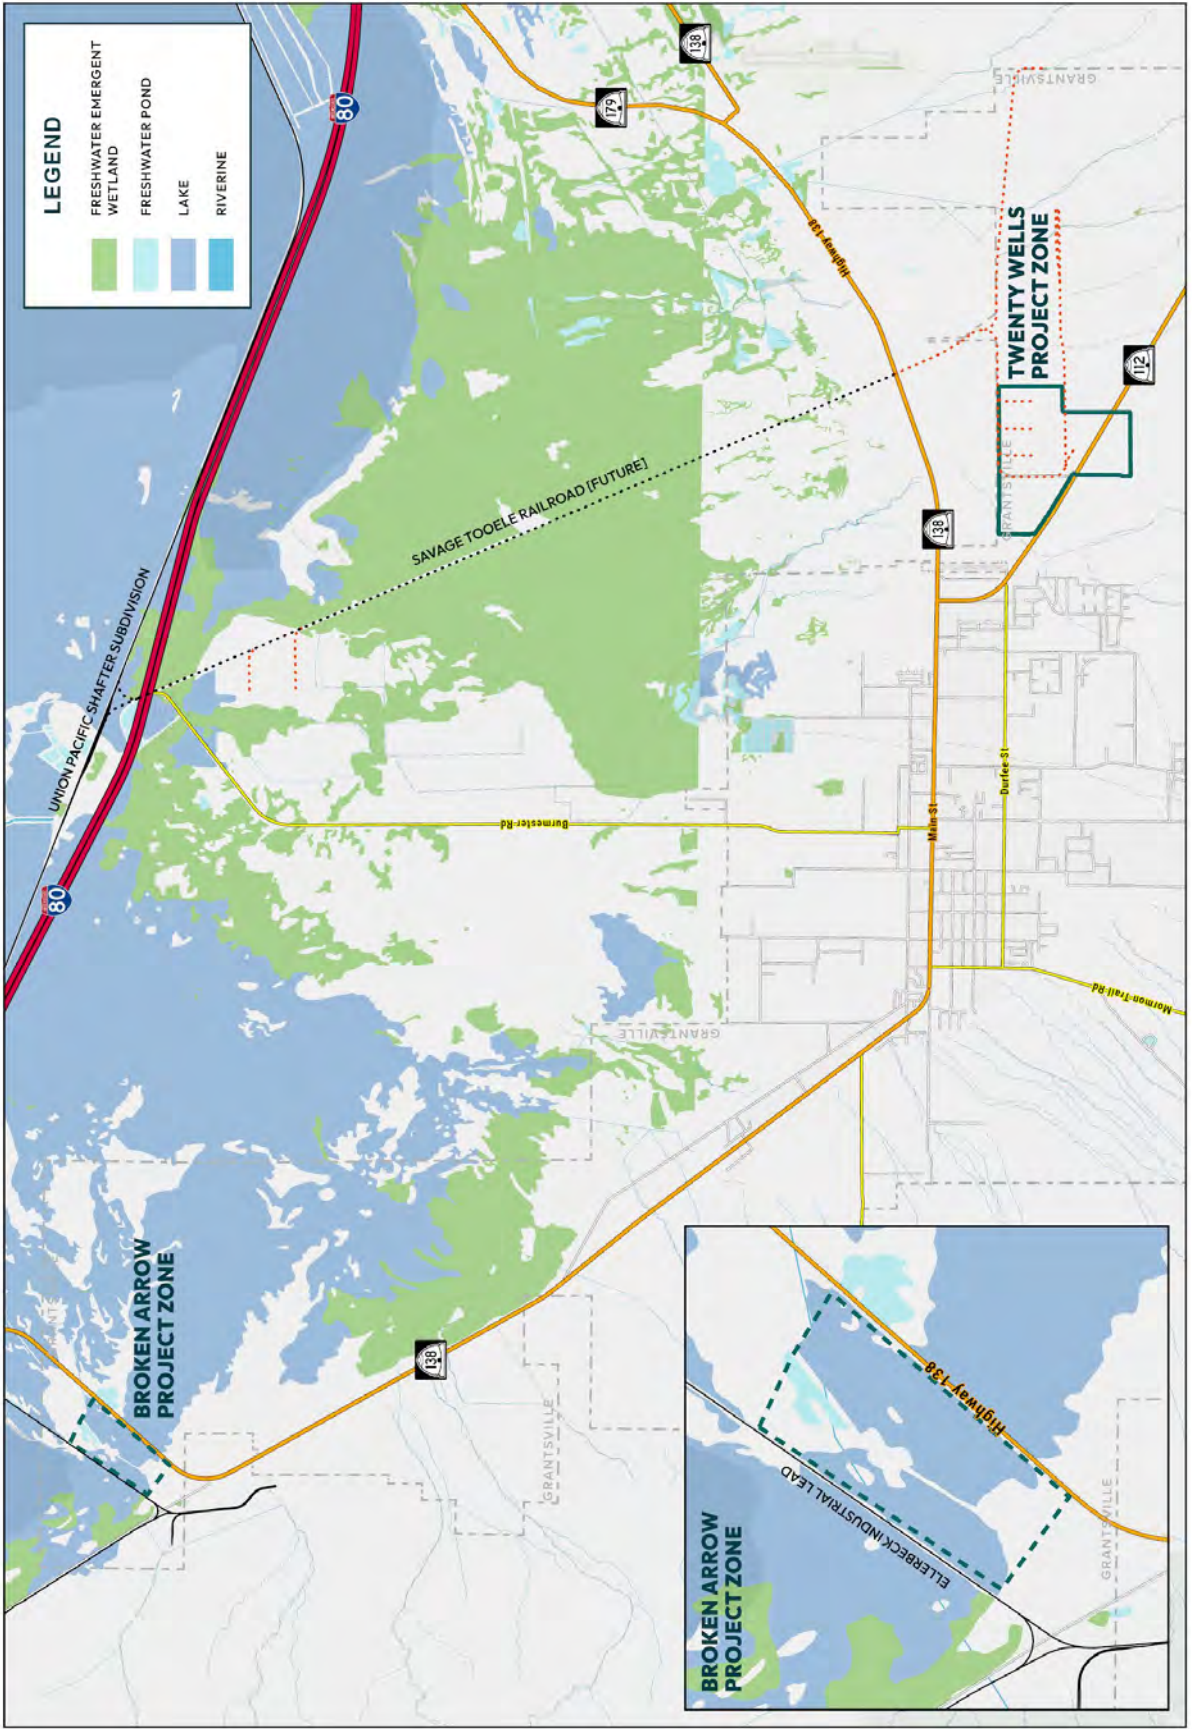 LEGEND
FRESHWATER EMERGENT
WETLAND
FRESHWATER POND
LAKE
RIVERINE
80
80
UNION PACIFIC SHAFTER SUBDIVISION
SAVAGE TOOELE RAILROAD [FUTURE]
138
179
Highway 138
GRANTSVILLE
TWENTY WELLS
PROJECT ZONE
GRANTSVILLE
112
138
Burmester Rd
Main St
Durfee St
Mormon Trail Rd
GRANTSVILLE
BROKEN ARROW
PROJECT ZONE
138
GRANTSVILLE
BROKEN ARROW
PROJECT ZONE
ELLERBECK INDUSTRIAL LEAD
Highway 138
GRANTSVILLE